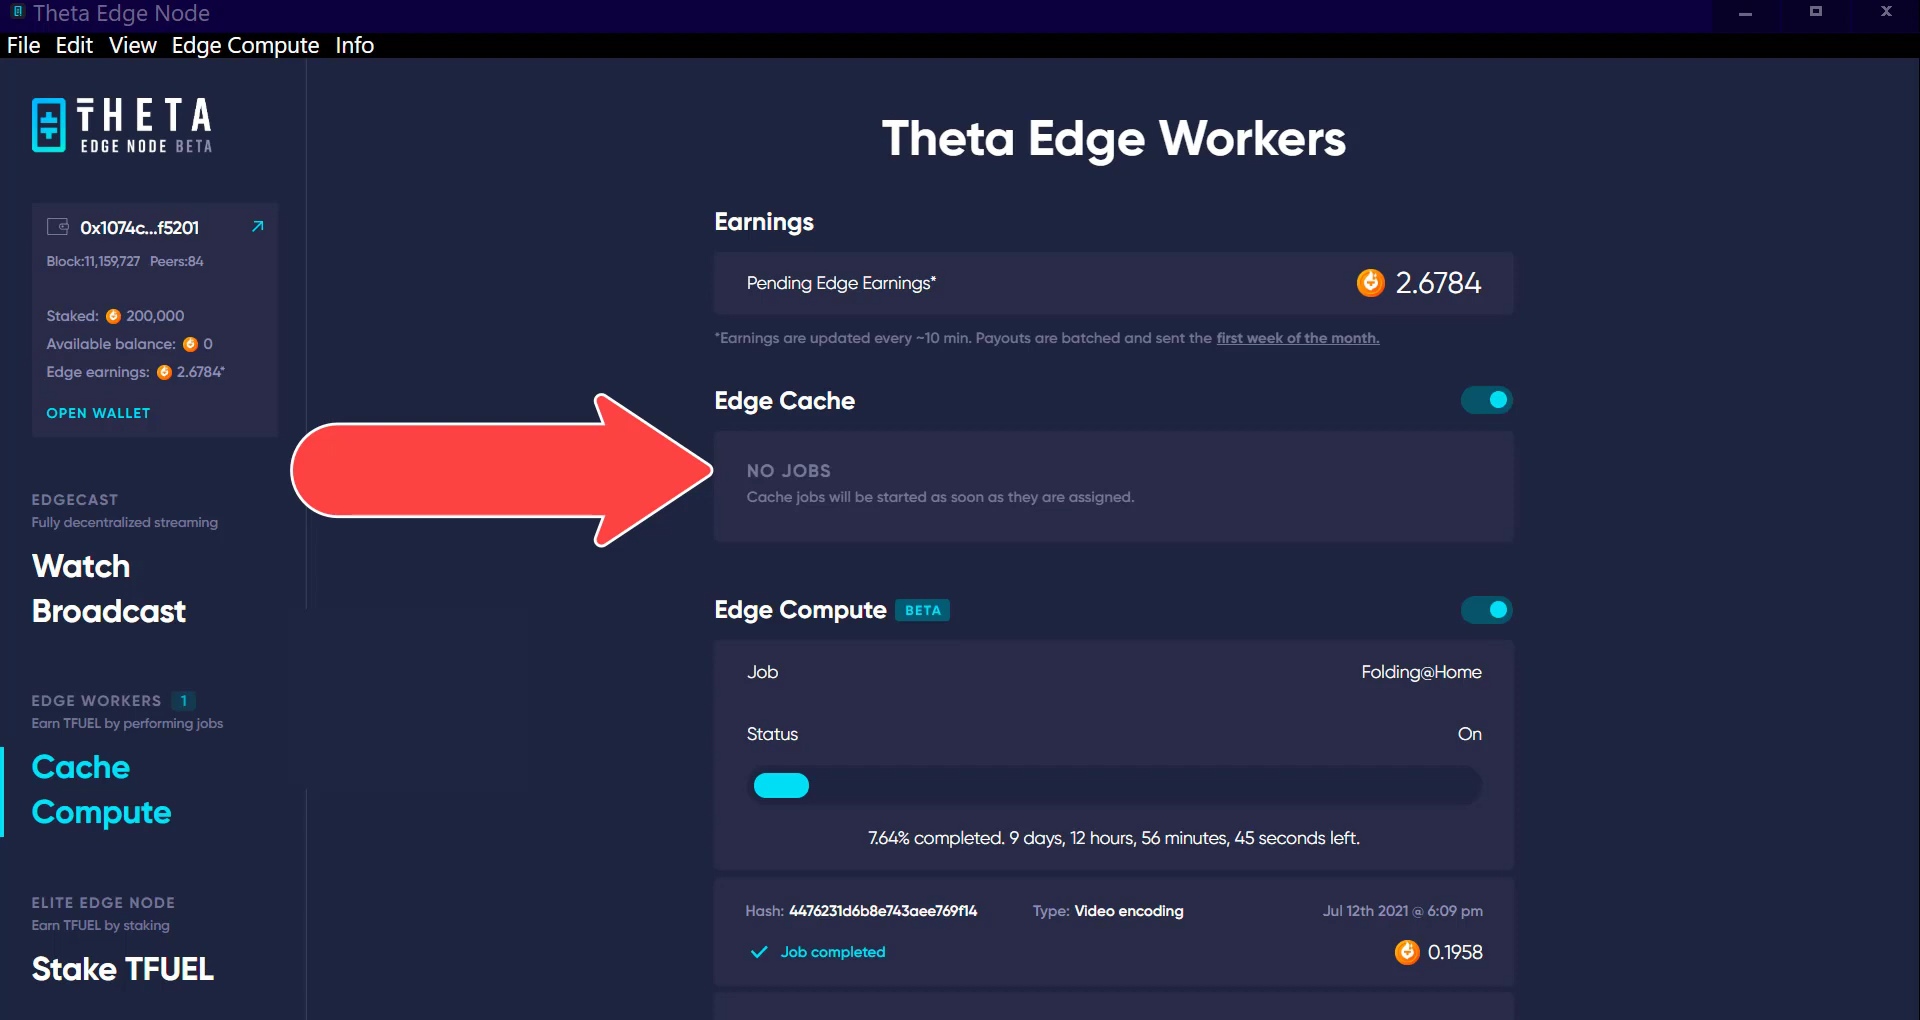 Theta Edge Node
File Edit View Edge Compute Info
THETA
EDGE NODE BETA
0x1074c...f5201
Block:11,159,727 Peers:84
Staked: 200,000
Available balance: 0
Edge earnings: 2.6784*
OPEN WALLET
EDGECAST
Fully decentralized streaming
Watch
Broadcast
EDGE WORKERS 1
Earn TFUEL by performing jobs
Cache
Compute
ELITE EDGE NODE
Earn TFUEL by staking
Stake TFUEL
Theta Edge Workers
Earnings
Pending Edge Earnings* 2.6784
*Earnings are updated every ~10 min. Payouts are batched and sent the first week of the month.
Edge Cache
NO JOBS
Cache jobs will be started as soon as they are assigned.
Edge Compute BETA
Job Folding@Home
Status On
7.64% completed. 9 days, 12 hours, 56 minutes, 45 seconds left.
Hash: 4476231d6b8e743aee769f14 Type: Video encoding Jul 12th 2021 @ 6:09 pm
Job completed 0.1958